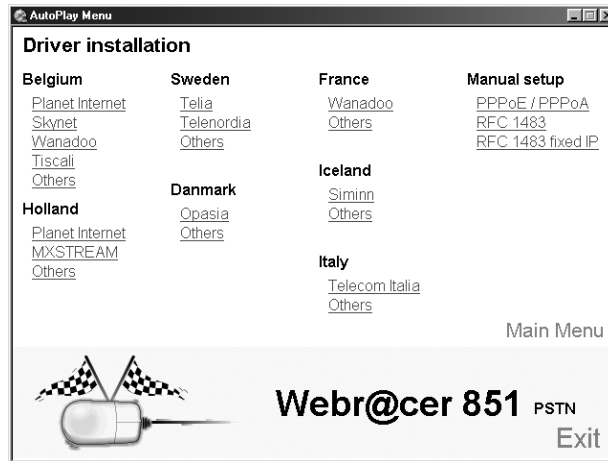 AutoPlay Menu
Driver installation
Belgium
Planet Internet
Skynet
Wanadoo
Tiscali
Others
Holland
Planet Internet
MXSTREAM
Others
Sweden
Telia
Telenordia
Others
Danmark
Opasia
Others
France
Wanadoo
Others
Iceland
Siminn
Others
Italy
Telecom Italia
Others
Manual setup
PPPoE / PPPoA
RFC 1483
RFC 1483 fixed IP
Main Menu
Webr@cer 851 PSTN
Exit